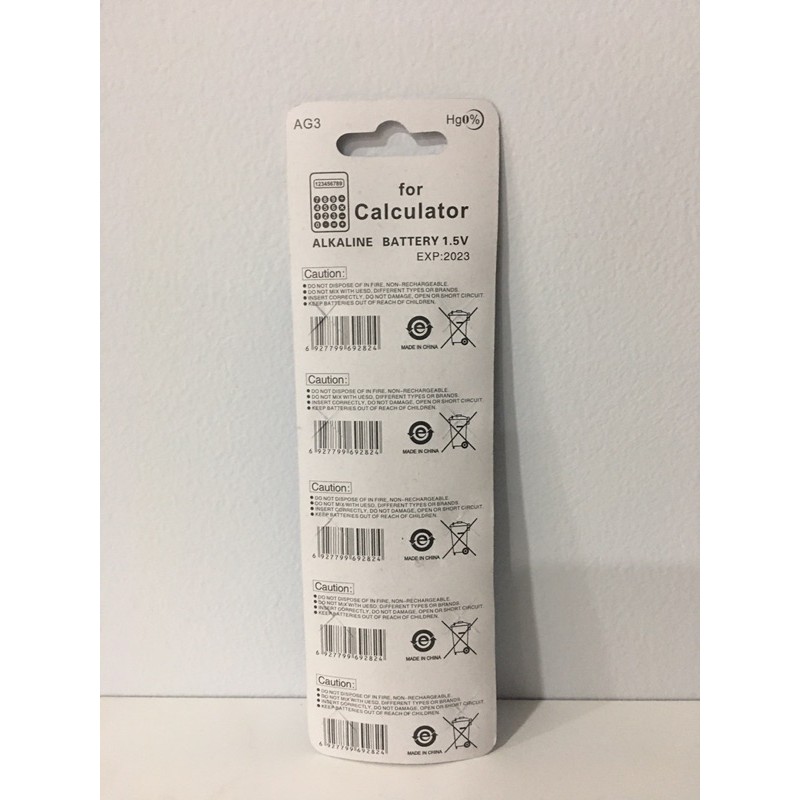 AG3
Hg0%
123456789
for
Calculator
ALKALINE BATTERY 1.5V
EXP:2023
Caution:
DO NOT DISPOSE OF IN FIRE, NON-RECHARGEABLE.
DO NOT MIX WITH UESD, DIFFERENT TYPES OR BRANDS.
INSERT CORRECTLY, DO NOT DAMAGE, OPEN OR SHORT CIRCUIT.
KEEP BATTERIES OUT OF REACH OF CHILDREN.
6 927799 692824
e
MADE IN CHINA
Caution:
DO NOT DISPOSE OF IN FIRE, NON-RECHARGEABLE.
DO NOT MIX WITH UESD, DIFFERENT TYPES OR BRANDS.
INSERT CORRECTLY, DO NOT DAMAGE, OPEN OR SHORT CIRCUIT.
KEEP BATTERIES OUT OF REACH OF CHILDREN.
6 927799 692824
e
MADE IN CHINA
Caution:
DO NOT DISPOSE OF IN FIRE, NON-RECHARGEABLE.
DO NOT MIX WITH UESD, DIFFERENT TYPES OR BRANDS.
INSERT CORRECTLY, DO NOT DAMAGE, OPEN OR SHORT CIRCUIT.
KEEP BATTERIES OUT OF REACH OF CHILDREN.
6 927799 692824
e
MADE IN CHINA
Caution:
DO NOT DISPOSE OF IN FIRE, NON-RECHARGEABLE.
DO NOT MIX WITH UESD, DIFFERENT TYPES OR BRANDS.
INSERT CORRECTLY, DO NOT DAMAGE, OPEN OR SHORT CIRCUIT.
KEEP BATTERIES OUT OF REACH OF CHILDREN.
6 927799 692824
e
MADE IN CHINA
Caution:
DO NOT DISPOSE OF IN FIRE, NON-RECHARGEABLE.
DO NOT MIX WITH UESD, DIFFERENT TYPES OR BRANDS.
INSERT CORRECTLY, DO NOT DAMAGE, OPEN OR SHORT CIRCUIT.
KEEP BATTERIES OUT OF REACH OF CHILDREN.
6 927799 692824
e
MADE IN CHINA